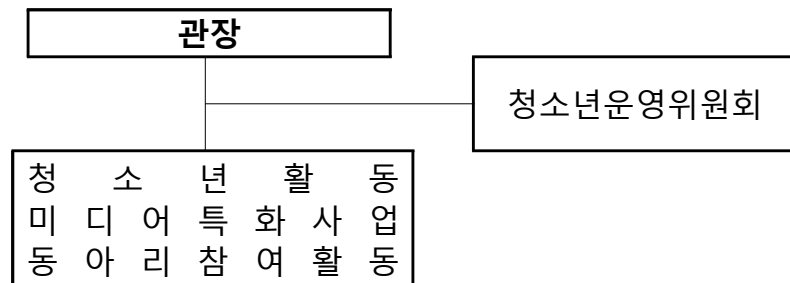 관장
청소년운영위원회
청소년활동
미디어특화사업
동아리참여활동